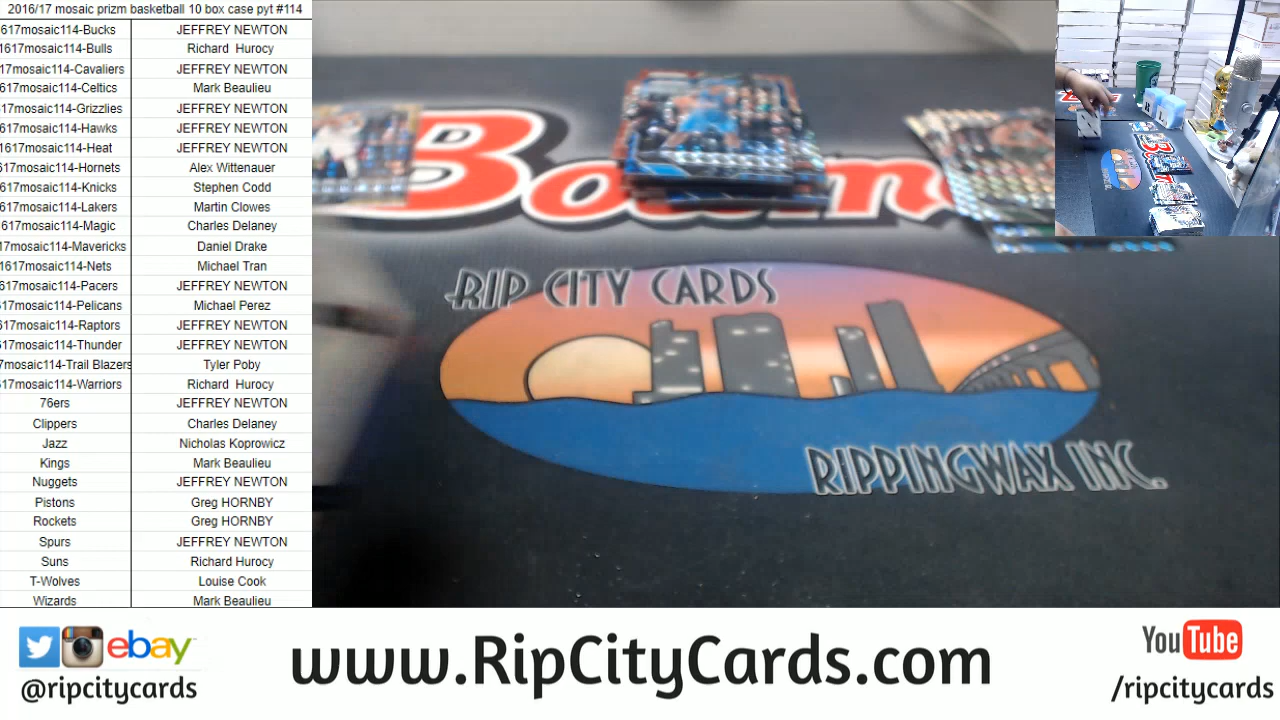 2016/17 mosaic prizm basketball 10 box case pyt #114
617mosaic114-Bucks JEFFREY NEWTON
1617mosaic114-Bulls Richard Hurocy
17mosaic114-Cavaliers JEFFREY NEWTON
617mosaic114-Celtics Mark Beaulieu
617mosaic114-Grizzlies JEFFREY NEWTON
617mosaic114-Hawks JEFFREY NEWTON
1617mosaic114-Heat JEFFREY NEWTON
617mosaic114-Hornets Alex Wittenauer
617mosaic114-Knicks Stephen Codd
617mosaic114-Lakers Martin Clowes
617mosaic114-Magic Charles Delaney
17mosaic114-Mavericks Daniel Drake
1617mosaic114-Nets Michael Tran
617mosaic114-Pacers JEFFREY NEWTON
617mosaic114-Pelicans Michael Perez
617mosaic114-Raptors JEFFREY NEWTON
617mosaic114-Thunder JEFFREY NEWTON
7mosaic114-Trail Blazers Tyler Poby
617mosaic114-Warriors Richard Hurocy
76ers JEFFREY NEWTON
Clippers Charles Delaney
Jazz Nicholas Koprowicz
Kings Mark Beaulieu
Nuggets JEFFREY NEWTON
Pistons Greg HORNBY
Rockets Greg HORNBY
Spurs JEFFREY NEWTON
Suns Richard Hurocy
T-Wolves Louise Cook
Wizards Mark Beaulieu
RIP CITY CARDS
RIPPINGWAX INC.
ebay
@ripcitycards
www.RipCityCards.com
YouTube
/ripcitycards